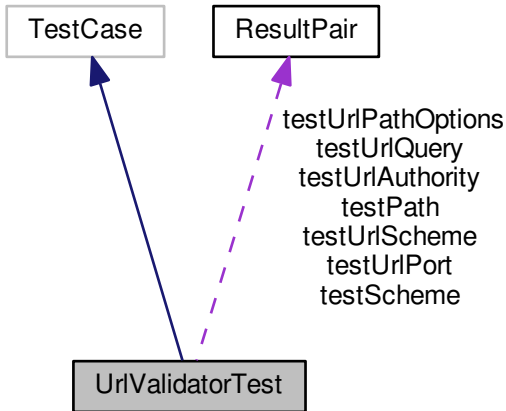 TestCase
ResultPair
testUrlPathOptions
testUrlQuery
testUrlAuthority
testPath
testUrlScheme
testUrlPort
testScheme
UrlValidatorTest